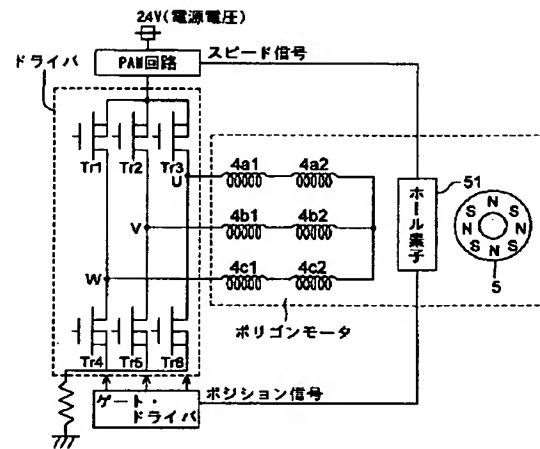 24V(電源電圧)
ドライバ
PAM回路
スピード信号
Tr1
Tr2
Tr3
U
4a1
4a2
V
4b1
4b2
W
4c1
4c2
ホール素子
51
S
N
S
N
S
N
S
N
5
ポリゴンモータ
Tr4
Tr5
Tr6
ゲート・
ドライバ
ポジション信号